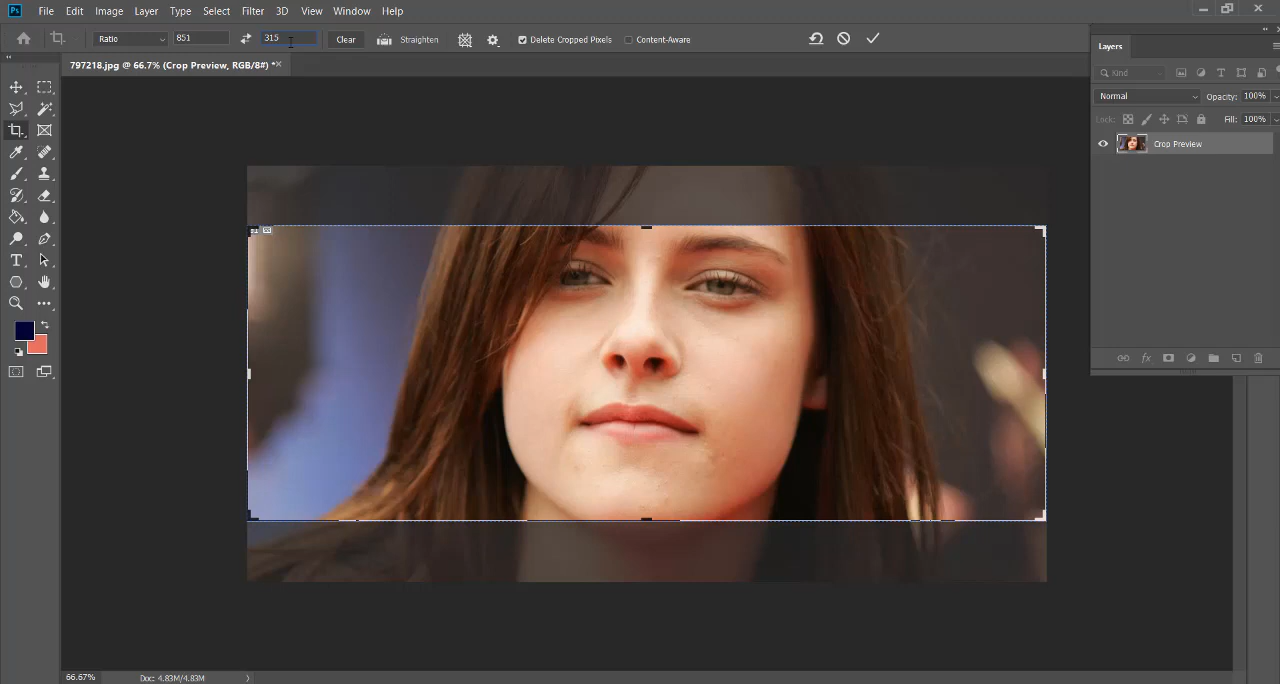 Ps File Edit Image Layer Type Select Filter 3D View Window Help
Ratio 851 315 Clear Straighten Delete Cropped Pixels Content-Aware
Layers
797218.jpg @ 66.7% (Crop Preview, RGB/8#) *
Kind
Normal Opacity: 100%
Lock: Fill: 100%
Crop Preview
66.67% Doc: 4.83M/4.83M